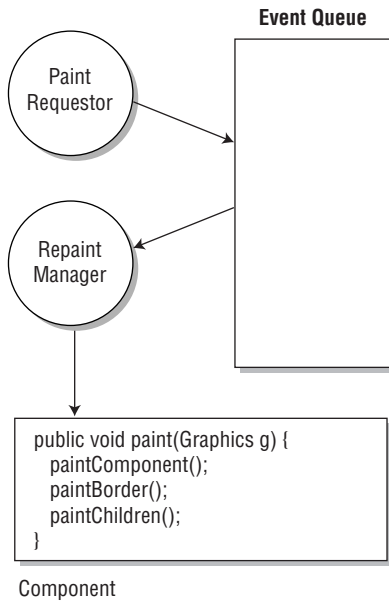 Event Queue
Paint
Requestor
Repaint
Manager
public void paint(Graphics g) {
paintComponent();
paintBorder();
paintChildren();
}
Component